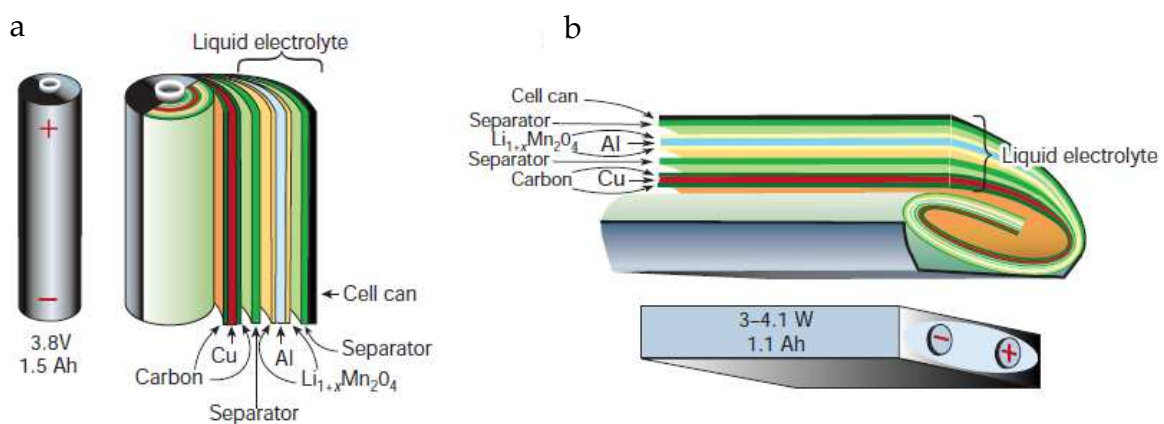 a
Liquid electrolyte
+
−
3.8V
1.5 Ah
Cell can
Cu
Al
Separator
Carbon
Li₁₊ₓMn₂O₄
Separator
b
Cell can
Separator
Li₁₊ₓMn₂O₄
Al
Separator
Carbon
Cu
Liquid electrolyte
3–4.1 W
1.1 Ah
−
+